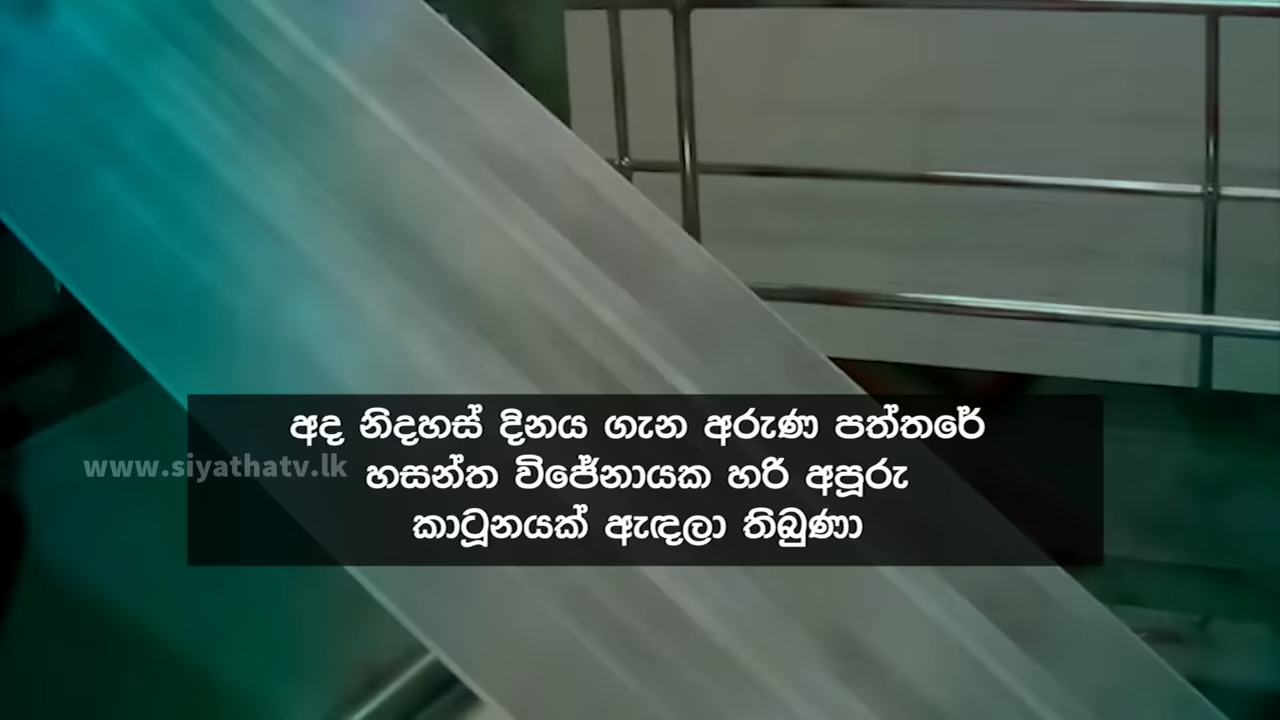 අද නිදහස් දිනය ගැන අරුණ පත්තරේ
හසන්ත විජේනායක හරි අපූරු
කාටූනයක් ඇඳලා තිබුණා
www.siyathatv.lk